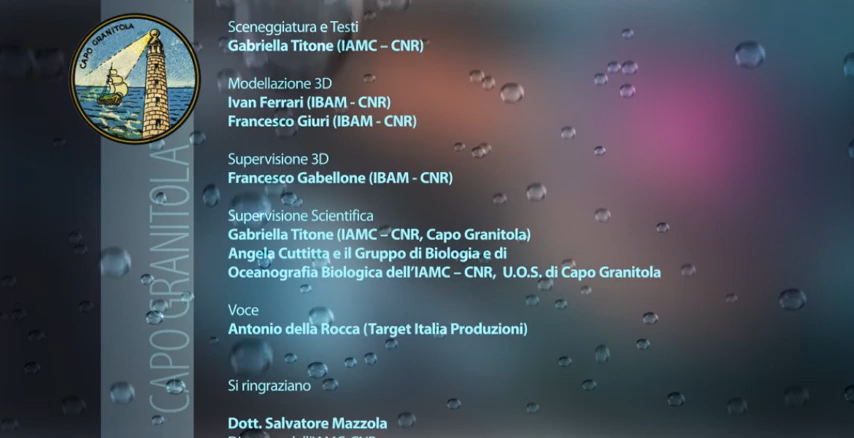 CAPO GRANITOLA
CAPO GRANITOLA
Sceneggiatura e Testi
Gabriella Titone (IAMC – CNR)
Modellazione 3D
Ivan Ferrari (IBAM - CNR)
Francesco Giuri (IBAM - CNR)
Supervisione 3D
Francesco Gabellone (IBAM - CNR)
Supervisione Scientifica
Gabriella Titone (IAMC – CNR, Capo Granitola)
Angela Cuttitta e il Gruppo di Biologia e di
Oceanografia Biologica dell'IAMC – CNR, U.O.S. di Capo Granitola
Voce
Antonio della Rocca (Target Italia Produzioni)
Si ringraziano
Dott. Salvatore Mazzola